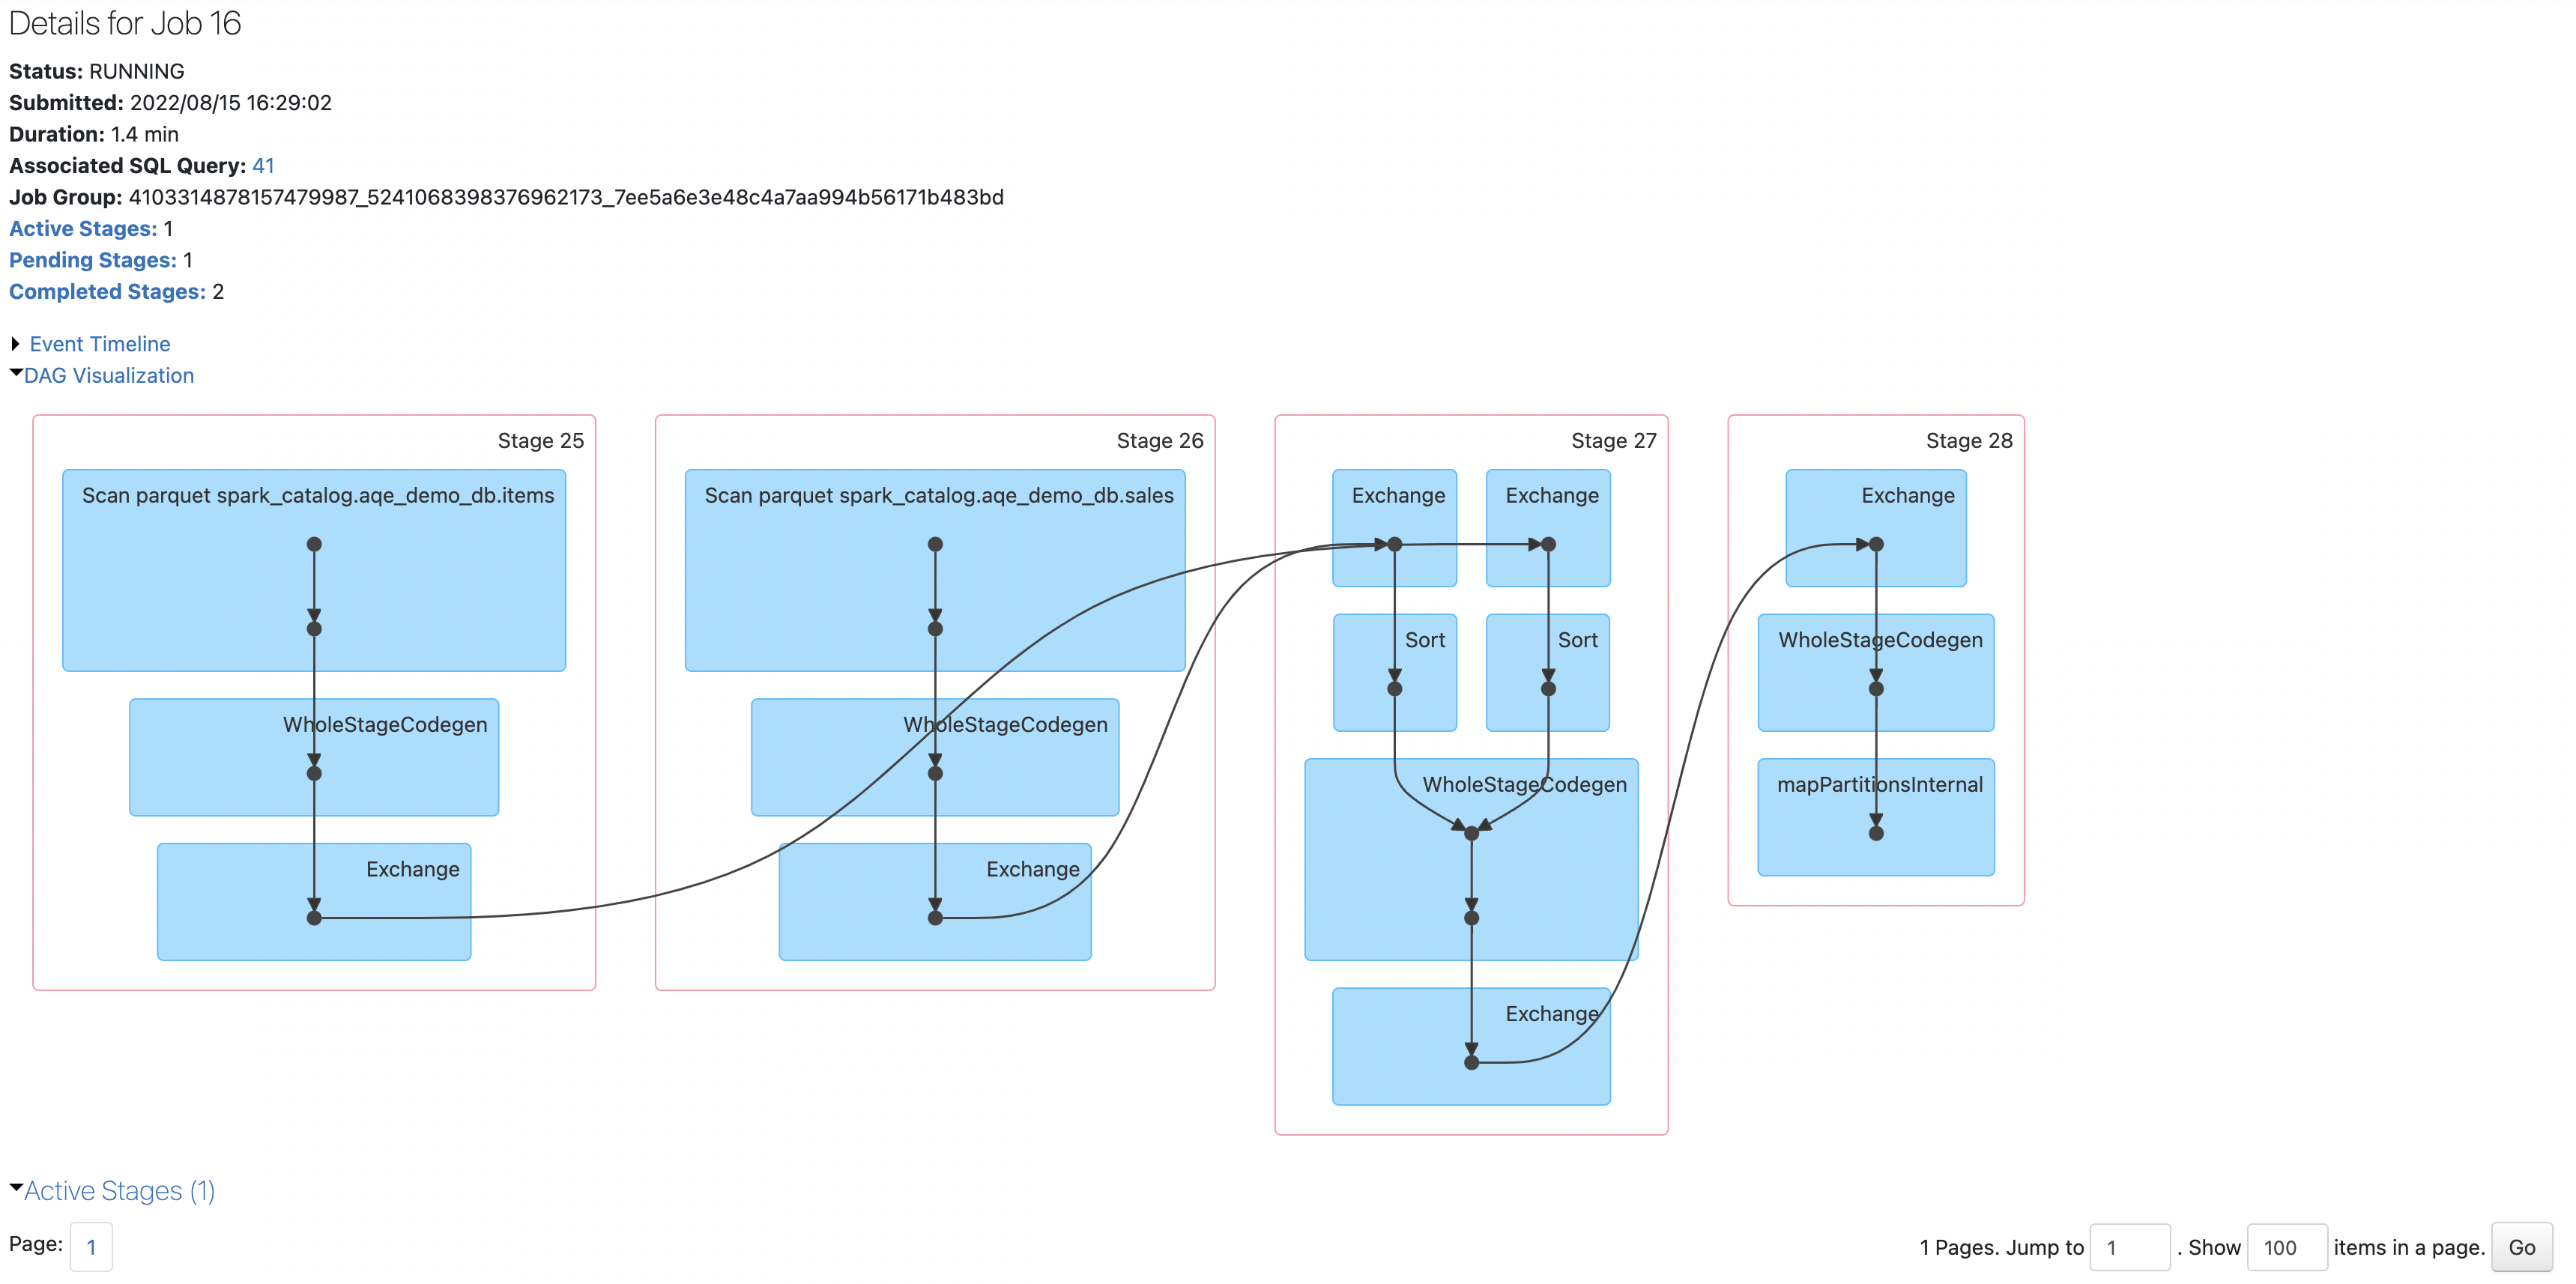 Details for Job 16
Status: RUNNING
Submitted: 2022/08/15 16:29:02
Duration: 1.4 min
Associated SQL Query: 41
Job Group: 4103314878157479987_5241068398376962173_7ee5a6e3e48c4a7aa994b56171b483bd
Active Stages: 1
Pending Stages: 1
Completed Stages: 2
Event Timeline
DAG Visualization
Stage 25
Scan parquet spark_catalog.aqe_demo_db.items
WholeStageCodegen
Exchange
Stage 26
Scan parquet spark_catalog.aqe_demo_db.sales
WholeStageCodegen
Exchange
Stage 27
Exchange
Exchange
Sort
Sort
WholeStageCodegen
Exchange
Stage 28
Exchange
WholeStageCodegen
mapPartitionsInternal
Active Stages (1)
Page: 1
1 Pages. Jump to 1 . Show 100 items in a page. Go